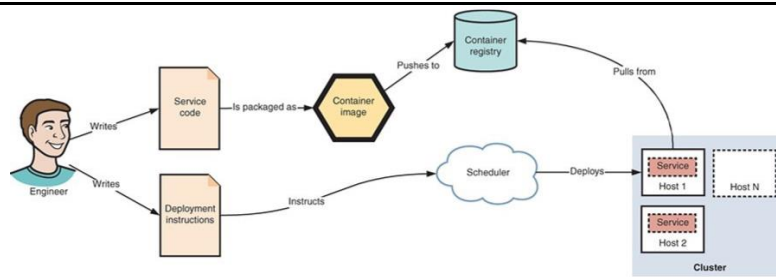 Container
registry
Pushes to
Pulls from
Service
code
Is packaged as
Container
image
Writes
Engineer
Writes
Deployment
instructions
Instructs
Scheduler
Deploys
Service
Host 1
Host N
Service
Host 2
Cluster